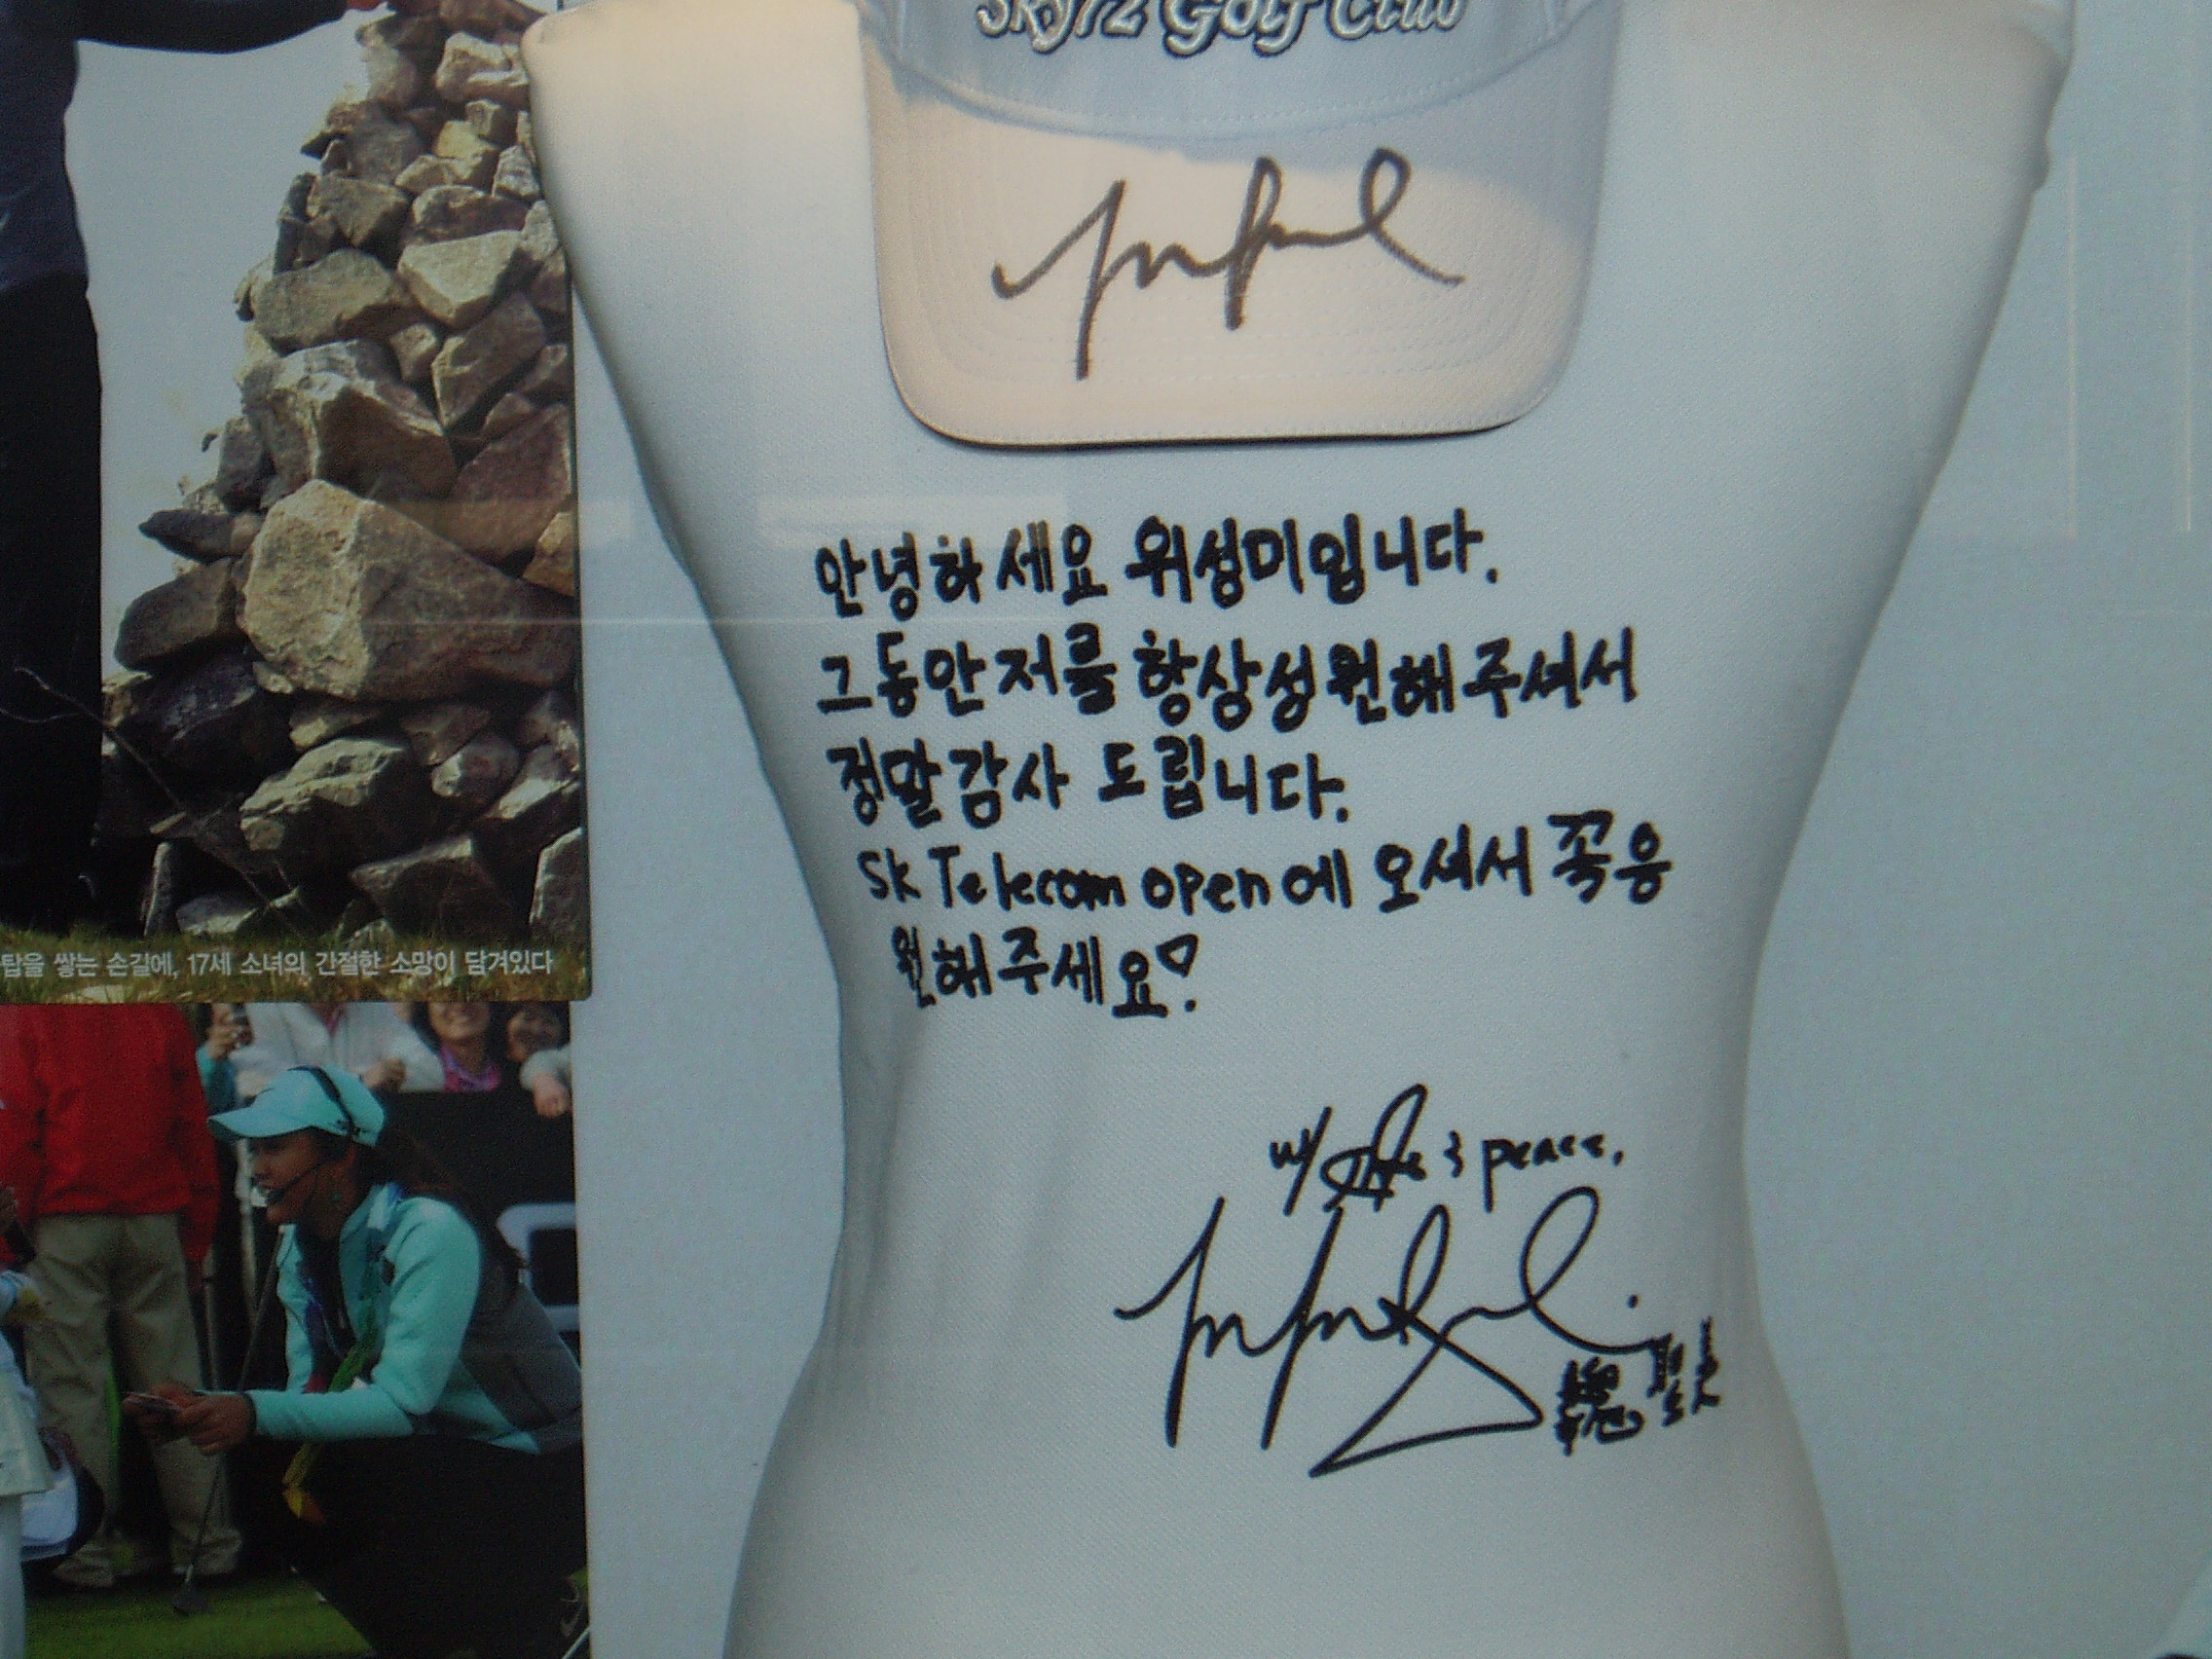 Sky72 Golf Club
안녕하세요 위성미입니다.
그동안 저를 항상 성원해 주셔서
정말 감사 도립니다.
SK Telecom open에 오셔서 꼭 응
원해 주세요♡.
w/ peace.
탑을 쌓는 손길에, 17세 소녀의 간절한 소망이 담겨있다